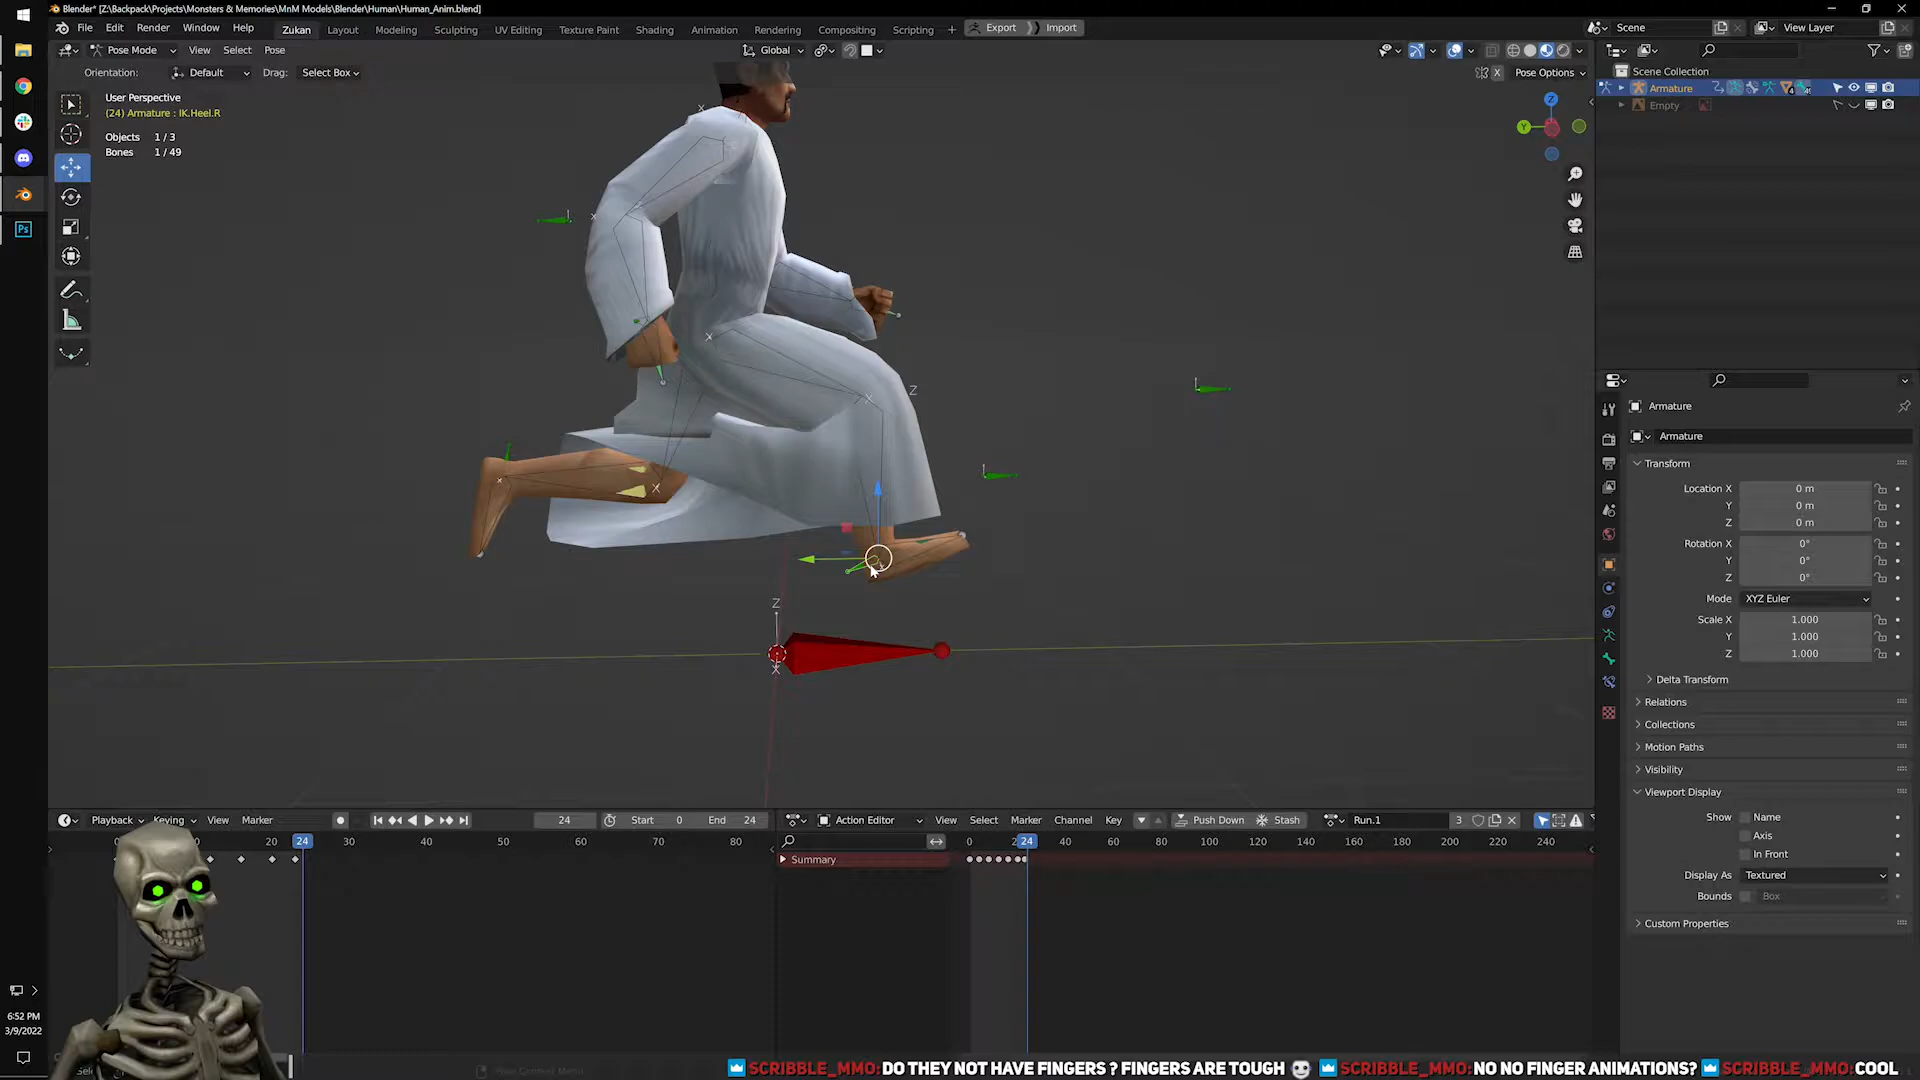 Blender* [Z:\Backpack\Projects\Monsters & Memories\MnM Models\Blender\Human\Human_Anim.blend]
File Edit Render Window Help Zukan Layout Modeling Sculpting UV Editing Texture Paint Shading Animation Rendering Compositing Scripting + Export Import Scene View Layer
Pose Mode View Select Pose Global
Orientation: Default Drag: Select Box X Pose Options
Scene Collection
Armature
Empty
User Perspective
(24) Armature : IK.Heel.R
Objects 1 / 3
Bones 1 / 49
Z
Y
Ps
Armature
Armature
Transform
Location X 0 m
Y 0 m
Z 0 m
Rotation X 0°
Y 0°
Z 0°
Mode XYZ Euler
Scale X 1.000
Y 1.000
Z 1.000
Delta Transform
Relations
Collections
Motion Paths
Visibility
Viewport Display
Show Name
Axis
In Front
Display As Textured
Bounds Box
Custom Properties
Playback Keying View Marker 24 Start 0 End 24
Action Editor View Select Marker Channel Key Push Down Stash Run.1 3
20 24 30 40 50 60 70 80
0 24 40 60 80 100 120 140 160 180 200 220 240
Summary
6:52 PM
3/9/2022
SCRIBBLE_MMO: DO THEY NOT HAVE FINGERS ? FINGERS ARE TOUGH SCRIBBLE_MMO: NO NO FINGER ANIMATIONS? SCRIBBLE_MMO: COOL